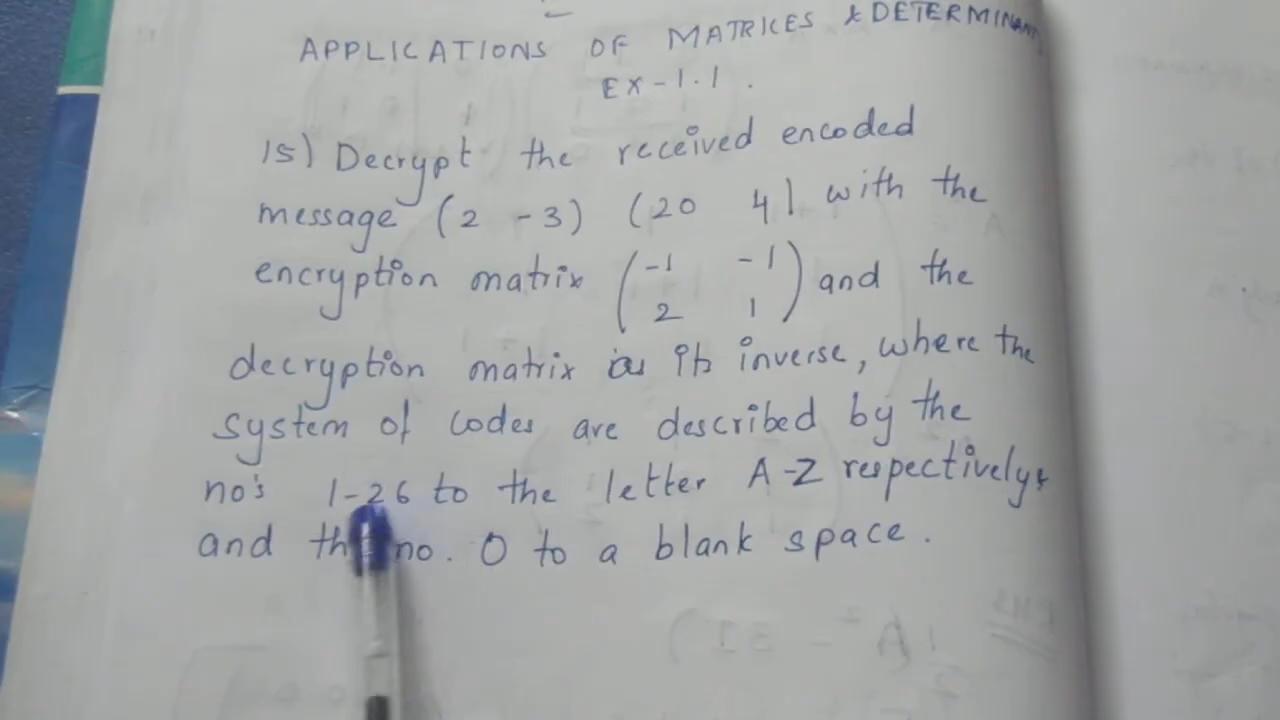 APPLICATIONS OF MATRICES & DETERMINAN
EX-1.1.
15) Decrypt the received encoded
message (2 -3) (20 4) with the
encryption matrix (-1 -1
2 1) and the
decryption matrix as its inverse, where the
system of codes are described by the
no's 1-26 to the letter A-Z respectively
and th no. 0 to a blank space.